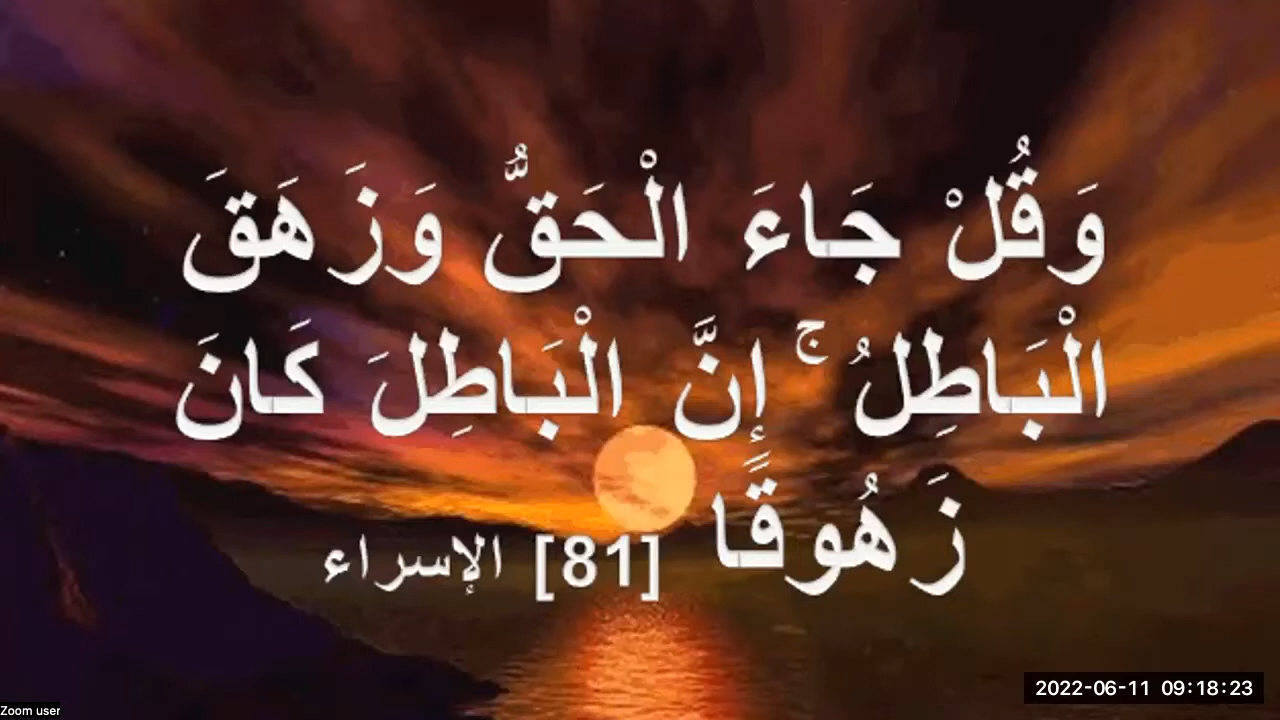 وَقُلْ جَاءَ الْحَقُّ وَزَهَقَ
الْبَاطِلُ ۚ إِنَّ الْبَاطِلَ كَانَ
زَهُوقًا [81] الإسراء
2022-06-11 09:18:23
Zoom user